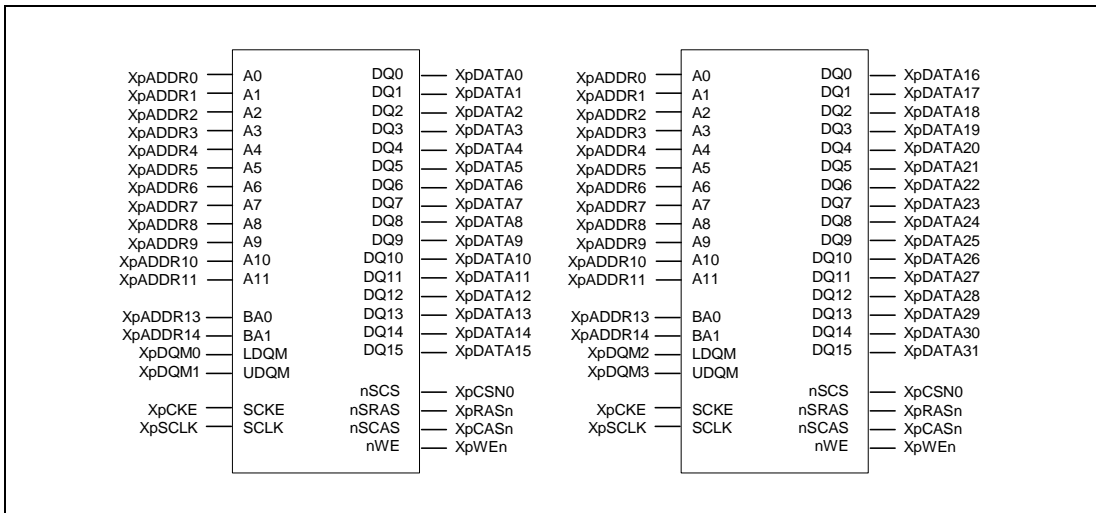 XpADDR0 A0 DQ0 XpDATA0
XpADDR1 A1 DQ1 XpDATA1
XpADDR2 A2 DQ2 XpDATA2
XpADDR3 A3 DQ3 XpDATA3
XpADDR4 A4 DQ4 XpDATA4
XpADDR5 A5 DQ5 XpDATA5
XpADDR6 A6 DQ6 XpDATA6
XpADDR7 A7 DQ7 XpDATA7
XpADDR8 A8 DQ8 XpDATA8
XpADDR9 A9 DQ9 XpDATA9
XpADDR10 A10 DQ10 XpDATA10
XpADDR11 A11 DQ11 XpDATA11
DQ12 XpDATA12
XpADDR13 BA0 DQ13 XpDATA13
XpADDR14 BA1 DQ14 XpDATA14
XpDQM0 LDQM DQ15 XpDATA15
XpDQM1 UDQM
nSCS XpCSN0
XpCKE SCKE nSRAS XpRASn
XpSCLK SCLK nSCAS XpCASn
nWE XpWEn
XpADDR0 A0 DQ0 XpDATA16
XpADDR1 A1 DQ1 XpDATA17
XpADDR2 A2 DQ2 XpDATA18
XpADDR3 A3 DQ3 XpDATA19
XpADDR4 A4 DQ4 XpDATA20
XpADDR5 A5 DQ5 XpDATA21
XpADDR6 A6 DQ6 XpDATA22
XpADDR7 A7 DQ7 XpDATA23
XpADDR8 A8 DQ8 XpDATA24
XpADDR9 A9 DQ9 XpDATA25
XpADDR10 A10 DQ10 XpDATA26
XpADDR11 A11 DQ11 XpDATA27
DQ12 XpDATA28
XpADDR13 BA0 DQ13 XpDATA29
XpADDR14 BA1 DQ14 XpDATA30
XpDQM2 LDQM DQ15 XpDATA31
XpDQM3 UDQM
nSCS XpCSN0
XpCKE SCKE nSRAS XpRASn
XpSCLK SCLK nSCAS XpCASn
nWE XpWEn